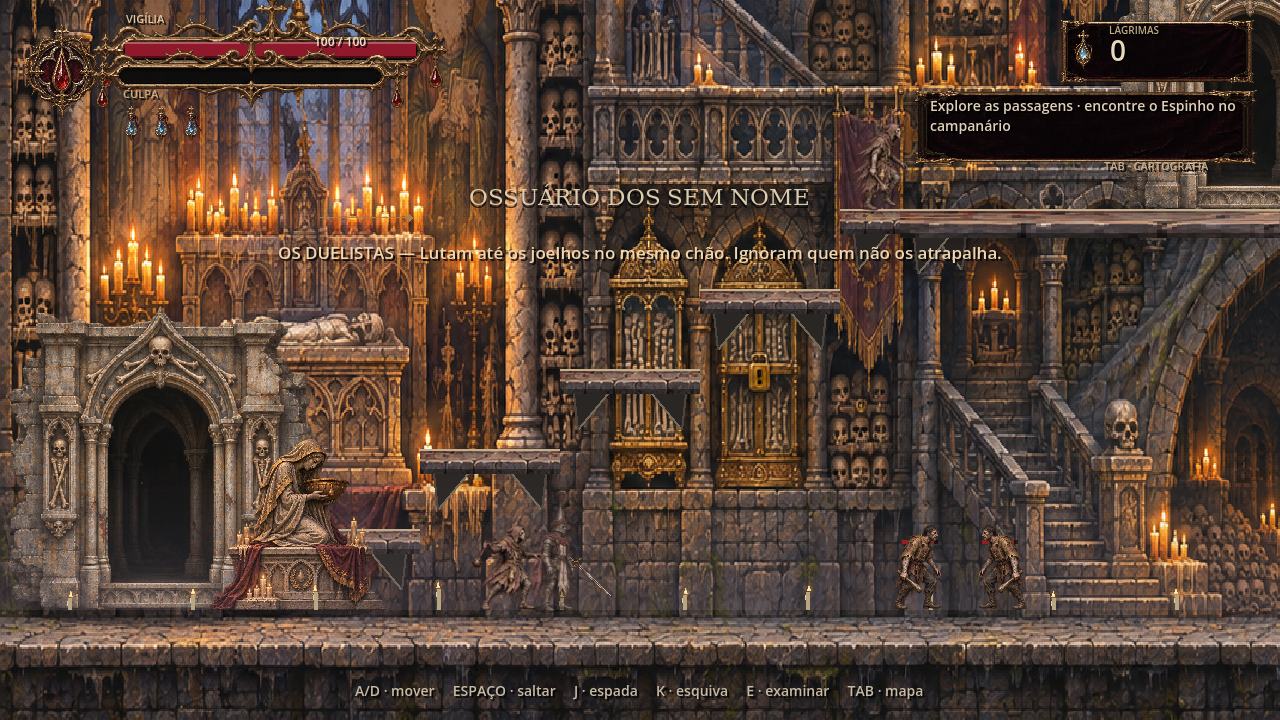 VIGÍLIA
100 / 100
CULPA
LÁGRIMAS
0
Explore as passagens · encontre o Espinho no
campanário
TAB · CARTOGRAFIA
OSSUÁRIO DOS SEM NOME
OS DUELISTAS — Lutam até os joelhos no mesmo chão. Ignoram quem não os atrapalha.
A/D · mover ESPAÇO · saltar J · espada K · esquiva E · examinar TAB · mapa